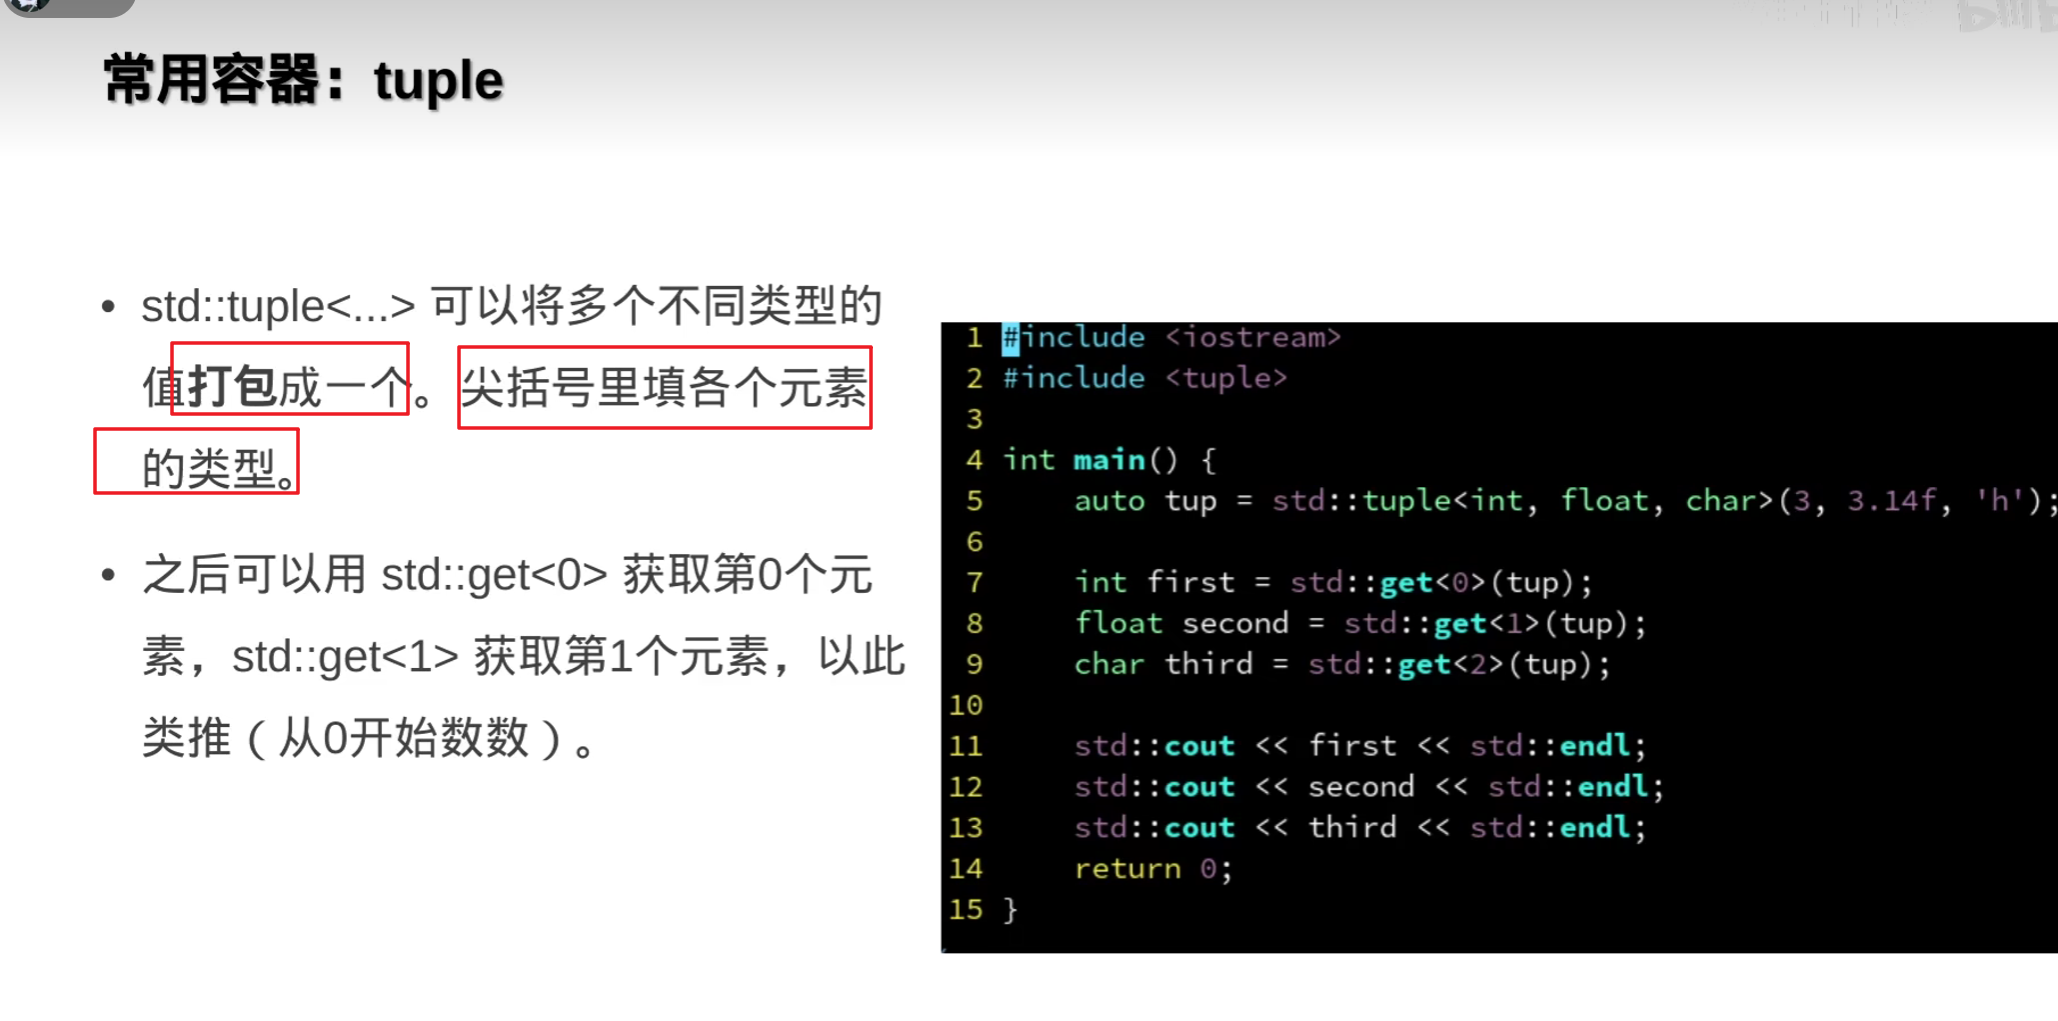 常用容器：tuple
• std::tuple<...> 可以将多个不同类型的
值打包成一个。尖括号里填各个元素
的类型。
• 之后可以用 std::get<0> 获取第0个元
素，std::get<1> 获取第1个元素，以此
类推（从0开始数数）。
1 #include <iostream>
2 #include <tuple>
3
4 int main() {
5     auto tup = std::tuple<int, float, char>(3, 3.14f, 'h');
6
7     int first = std::get<0>(tup);
8     float second = std::get<1>(tup);
9     char third = std::get<2>(tup);
10
11     std::cout << first << std::endl;
12     std::cout << second << std::endl;
13     std::cout << third << std::endl;
14     return 0;
15 }